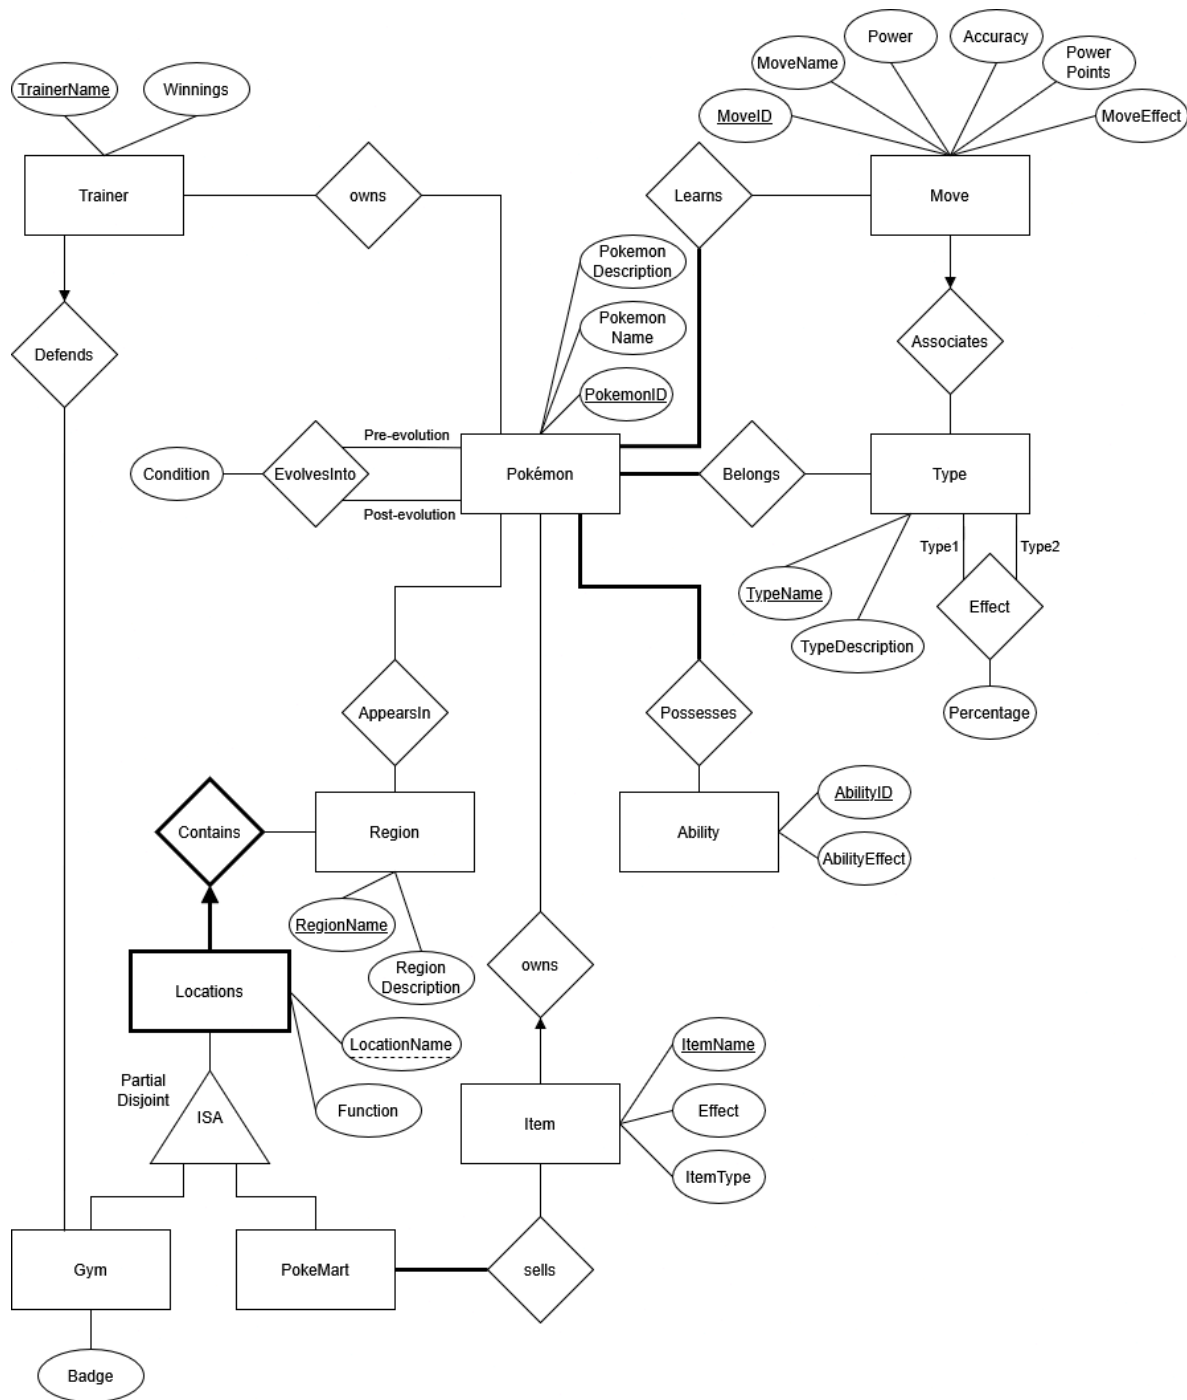 Power
Accuracy
MoveName
Power
Points
TrainerName
Winnings
MoveID
MoveEffect
Trainer
owns
Learns
Move
Pokemon
Description
Pokemon
Name
Defends
Associates
PokemonID
Pre-evolution
Condition
EvolvesInto
Pokémon
Belongs
Type
Post-evolution
Type1
Type2
TypeName
Effect
TypeDescription
AppearsIn
Possesses
Percentage
AbilityID
Contains
Region
Ability
AbilityEffect
RegionName
Region
Description
owns
Locations
LocationName
ItemName
Partial
Disjoint
ISA
Function
Item
Effect
ItemType
Gym
PokeMart
sells
Badge